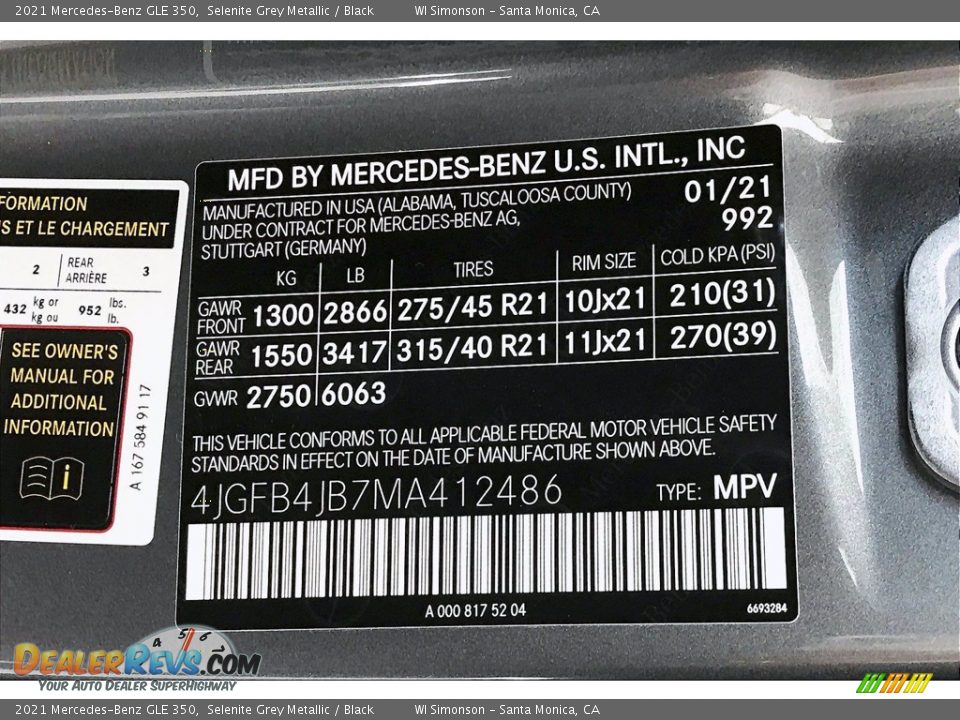 2021 Mercedes-Benz GLE 350,  Selenite Grey Metallic / Black        WI Simonson - Santa Monica, CA
MFD BY MERCEDES-BENZ U.S. INTL., INC
MANUFACTURED IN USA (ALABAMA, TUSCALOOSA COUNTY) 01/21
UNDER CONTRACT FOR MERCEDES-BENZ AG, 992
STUTTGART (GERMANY)
KG LB TIRES RIM SIZE COLD KPA (PSI)
GAWR FRONT 1300 2866 275/45 R21 10Jx21 210(31)
GAWR REAR 1550 3417 315/40 R21 11Jx21 270(39)
GVWR 2750 6063
THIS VEHICLE CONFORMS TO ALL APPLICABLE FEDERAL MOTOR VEHICLE SAFETY
STANDARDS IN EFFECT ON THE DATE OF MANUFACTURE SHOWN ABOVE.
4JGFB4JB7MA412486 TYPE: MPV
A 000 817 52 04 6693284
FORMATION
S ET LE CHARGEMENT
2 REAR ARRIÈRE 3
432 kg or kg ou 952 lbs. lb.
SEE OWNER'S
MANUAL FOR
ADDITIONAL
INFORMATION
i
A 167 584 91 17
4 5 6
DEALERREVS.COM
YOUR AUTO DEALER SUPERHIGHWAY
2021 Mercedes-Benz GLE 350,  Selenite Grey Metallic / Black        WI Simonson - Santa Monica, CA